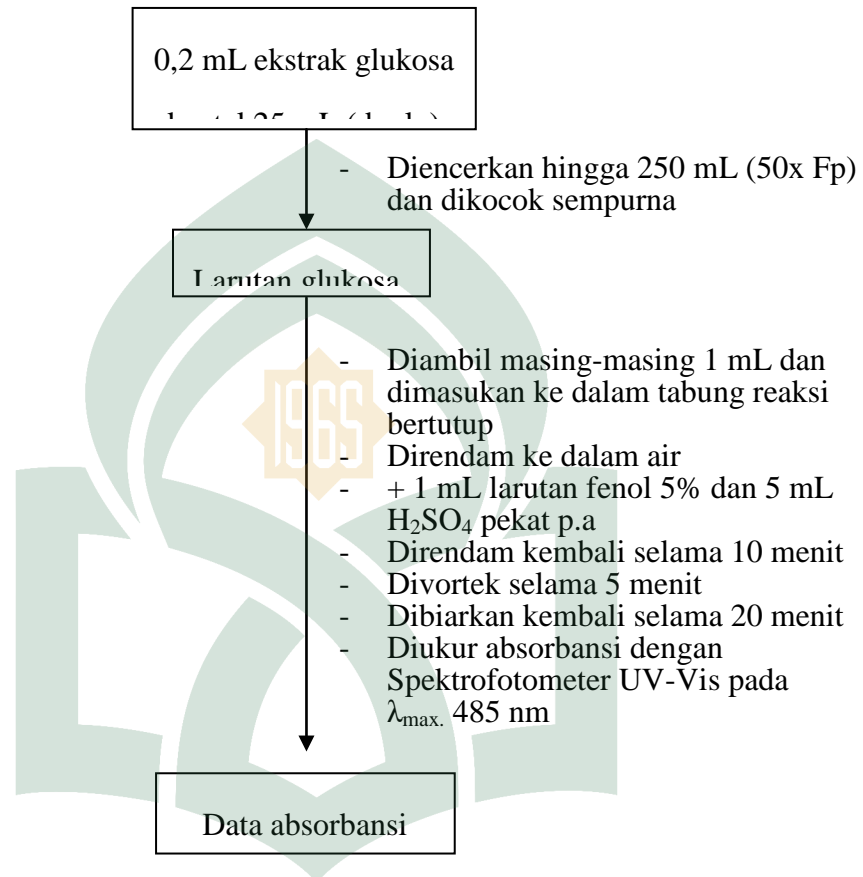 0,2 mL ekstrak glukosa
- Diencerkan hingga 250 mL (50x Fp)
dan dikocok sempurna
Larutan glukosa
- Diambil masing-masing 1 mL dan
dimasukan ke dalam tabung reaksi
bertutup
- Direndam ke dalam air
- + 1 mL larutan fenol 5% dan 5 mL
H₂SO₄ pekat p.a
- Direndam kembali selama 10 menit
- Divortek selama 5 menit
- Dibiarkan kembali selama 20 menit
- Diukur absorbansi dengan
Spektrofotometer UV-Vis pada
λmax. 485 nm
1965
Data absorbansi